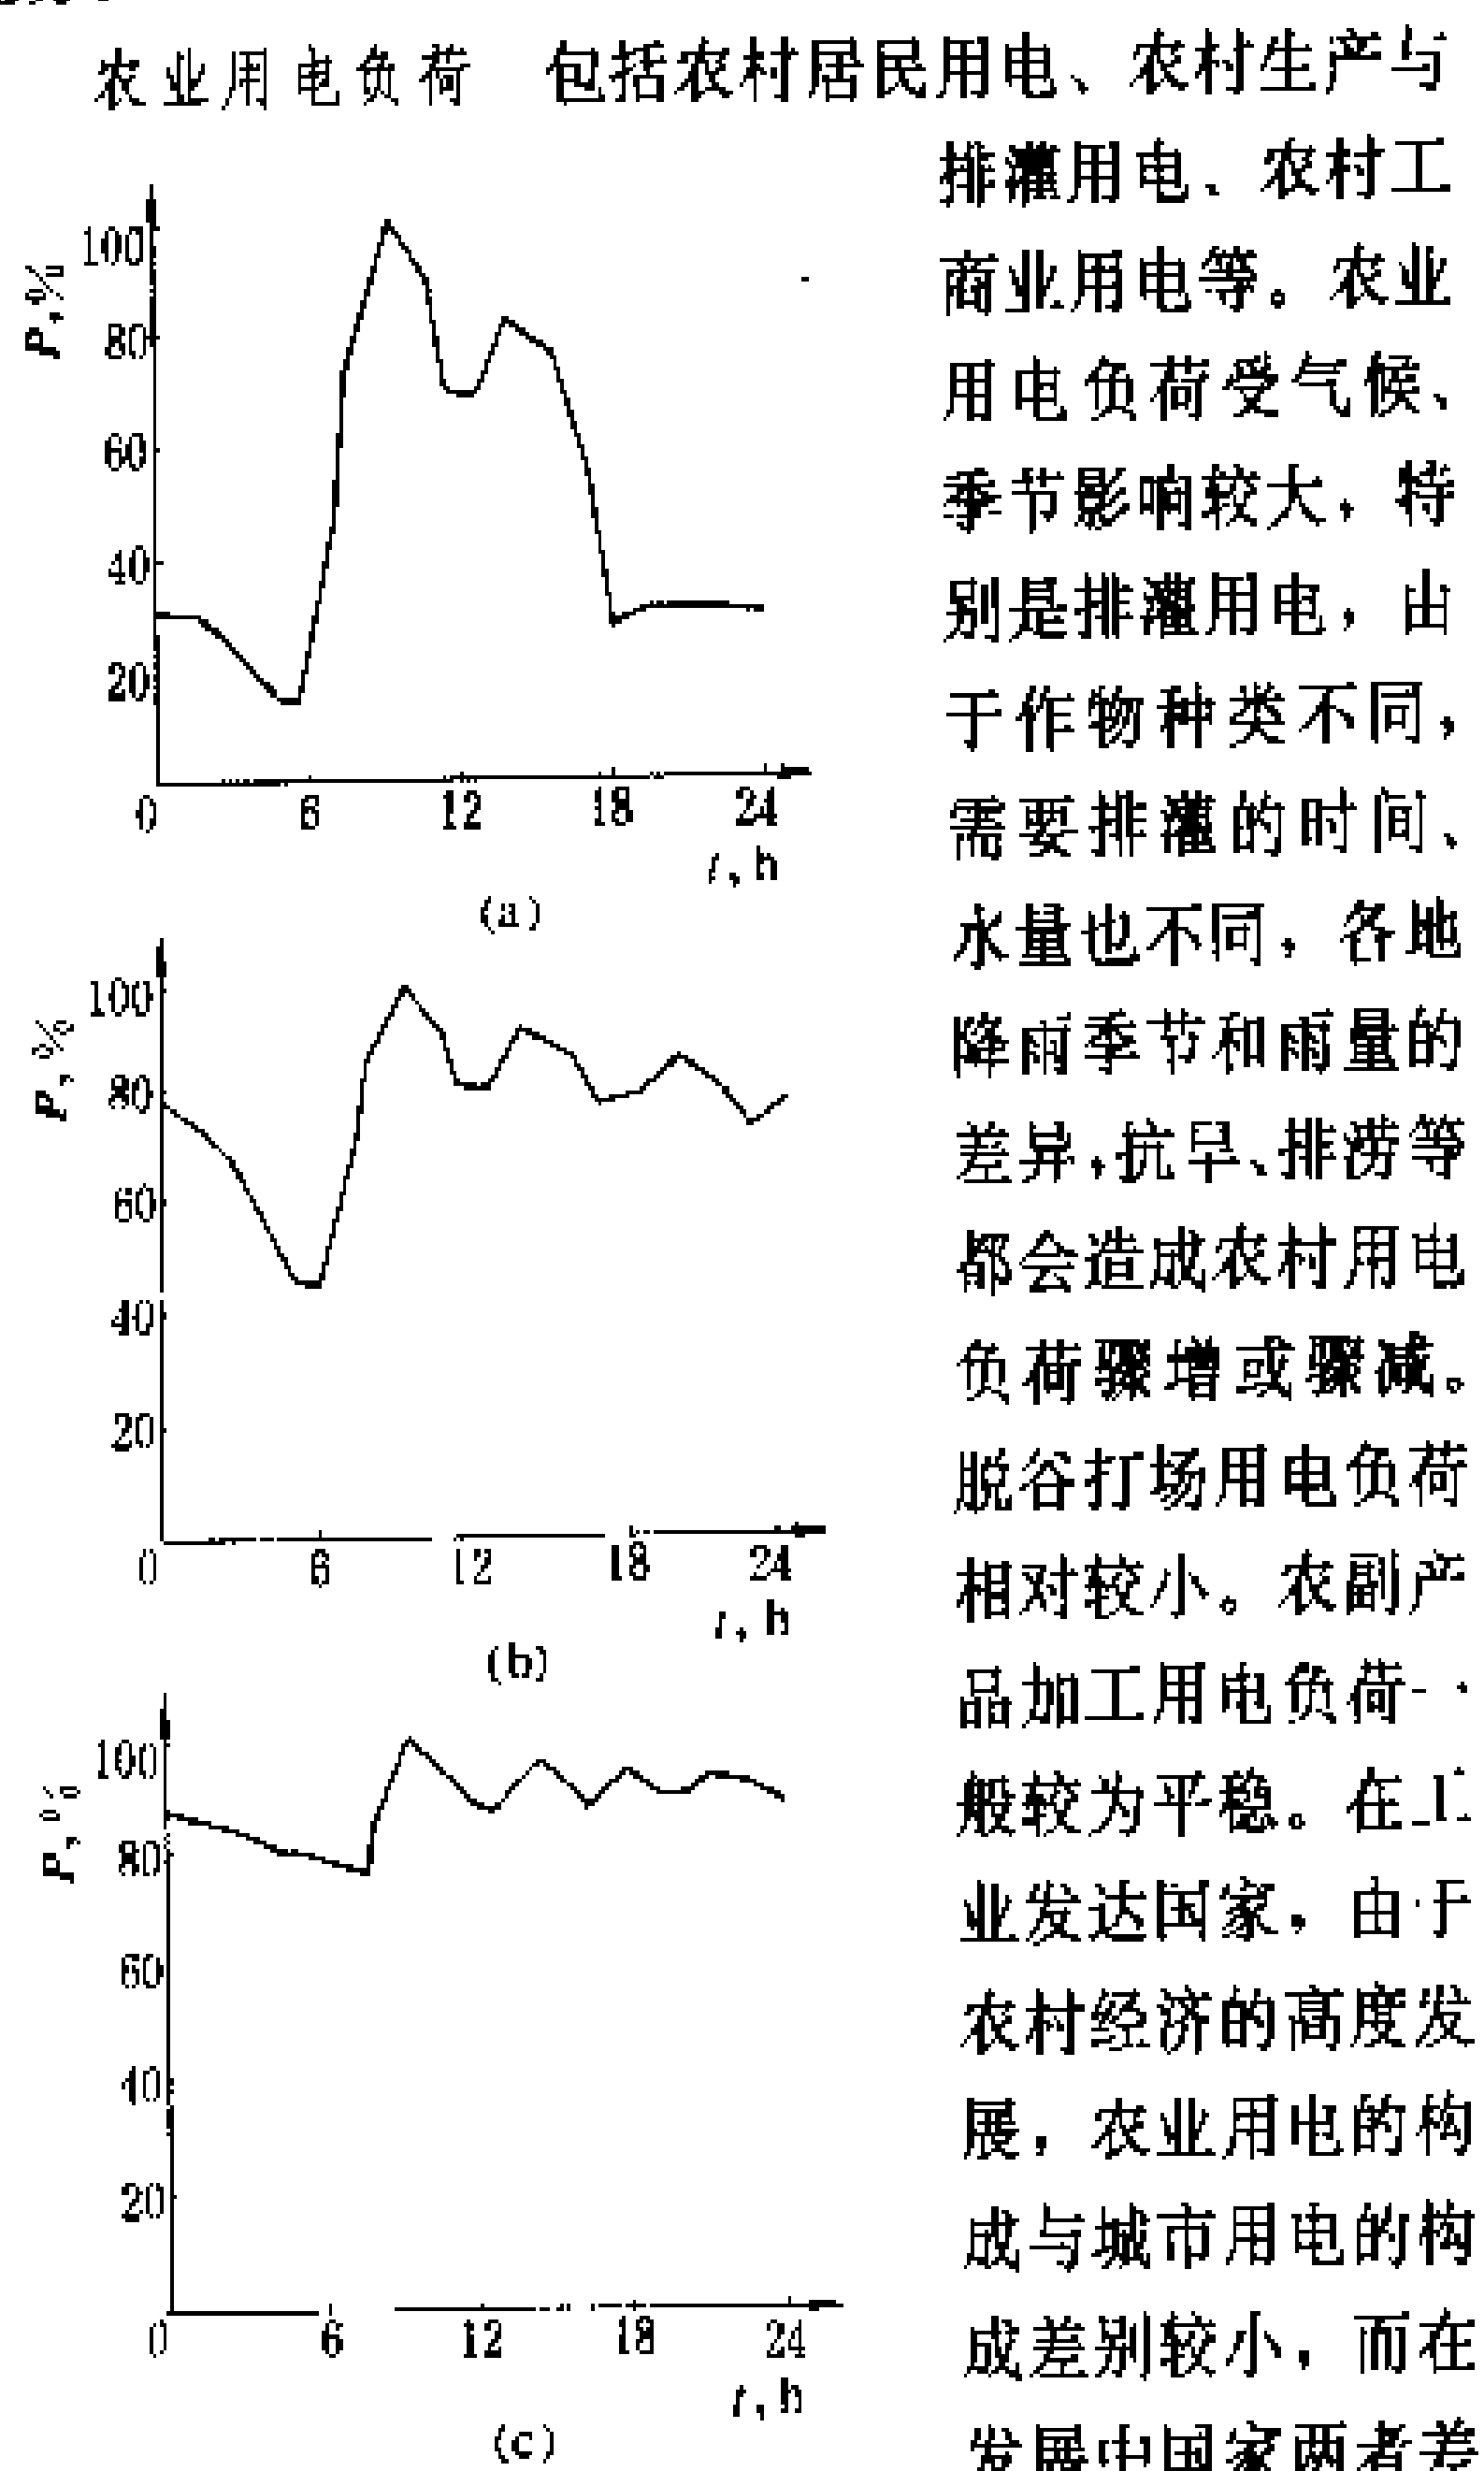 农业用电负荷 包括农村居民用电、农村生产与
排灌用电、农村工
商业用电等。农业
用电负荷受气候、
季节影响较大，特
别是排灌用电，由
于作物种类不同，
需要排灌的时间、
水量也不同，各地
降雨季节和雨量的
差异，抗旱、排涝等
都会造成农村用电
负荷骤增或骤减。
脱谷打场用电负荷
相对较小。农副产
品加工用电负荷一
般较为平稳。在工
业发达国家，由于
农村经济的高度发
展，农业用电的构
成与城市用电的构
成差别较小，而在
发展中国家两者差
P,%
100
80
60
40
20
0 6 12 18 24
t,h
(a)
P,%
100
80
60
40
20
0 6 12 18 24
t,h
(b)
P,%
100
80
60
40
20
0 6 12 18 24
t,h
(c)